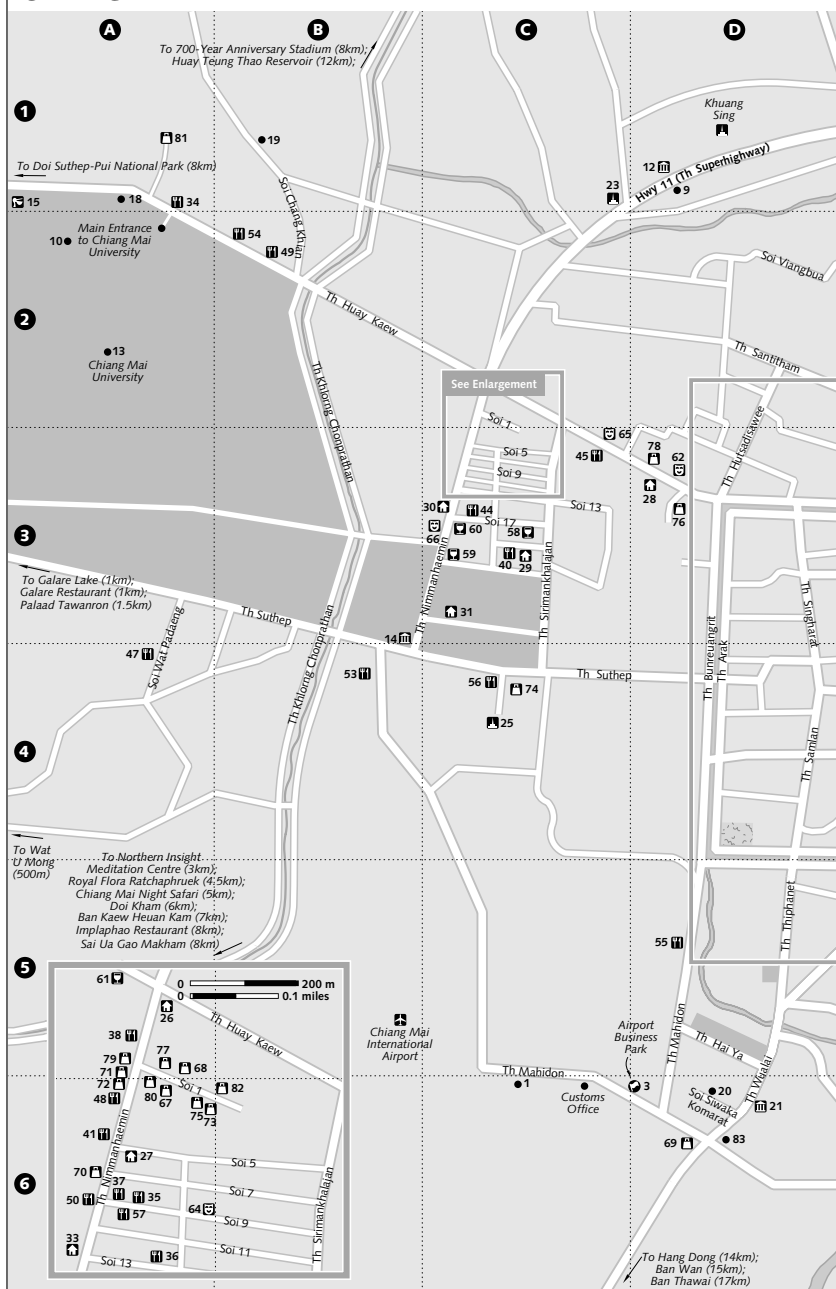 A
B
C
D
To 700-Year Anniversary Stadium (8km);
Huay Teung Thao Reservoir (12km);
1
81
19
Khuang
Sing
12
Hwy 11 (Th Superhighway)
9
To Doi Suthep-Pui National Park (8km)
15
18
34
23
Soi Chang Khian
Main Entrance
to Chiang Mai
University
10
54
49
Soi Viangbua
2
Th Huay Kaew
13
Chiang Mai
University
Th Santitham
Th Khlorng Chonprathan
See Enlargement
Soi 1
Th Hutsadisawee
65
78
62
45
Soi 5
Soi 9
28
76
30
44
Soi 13
Soi 17
66
60
58
3
59
40
29
Th Nimmanhaemin
Th Sirimankhalajan
To Galare Lake (1km);
Galare Restaurant (1km);
Palaad Tawanron (1.5km)
Th Suthep
31
Th Singharat
14
Soi Wat Padaeng
47
Th Khlorng Chonprathan
53
56
74
Th Suthep
Th Bunreuangrit
Th Arak
25
4
Th Samlan
To Wat
U Mong
(500m)
To Northern Insight
Meditation Centre (3km);
Royal Flora Ratchaphruek (4.5km);
Chiang Mai Night Safari (5km);
Doi Kham (6km);
Ban Kaew Heuan Kam (7km);
Implaphao Restaurant (8km);
Sai Ua Gao Makham (8km)
Th Thiphanet
55
5
61
0 200 m
0 0.1 miles
26
Th Huay Kaew
38
79
77
68
71
72
80
67
Soi 1
82
48
75
73
41
27
Soi 5
70
37
Th Nimmanhaemin
Soi 7
50
35
64
57
Soi 9
33
Soi 11
36
Soi 13
Th Sirimankhalajan
Chiang Mai
International
Airport
Airport
Business
Park
Th Mahidon
Th Hai Ya
Th Wualai
Th Mahidon
1
Customs
Office
3
20
Soi Siwaka
Komarat
21
69
83
6
To Hang Dong (14km);
Ban Wan (15km);
Ban Thawai (17km)